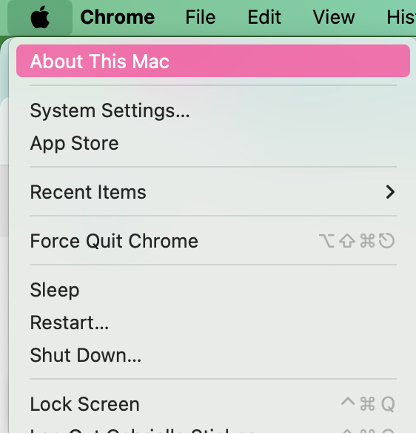 Chrome File Edit View His
About This Mac
System Settings...
App Store
Recent Items
Force Quit Chrome ⌥⇧⌘⎋
Sleep
Restart...
Shut Down...
Lock Screen ^⌘Q